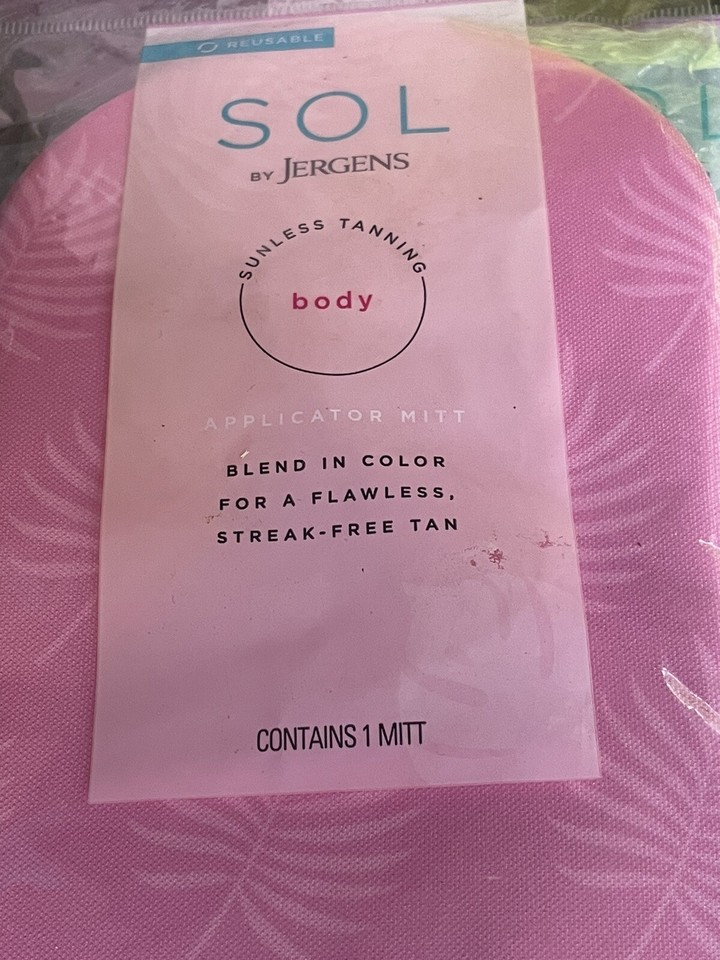 REUSABLE
SOL
BY JERGENS
SUNLESS TANNING
body
APPLICATOR MITT
BLEND IN COLOR
FOR A FLAWLESS,
STREAK-FREE TAN
CONTAINS 1 MITT